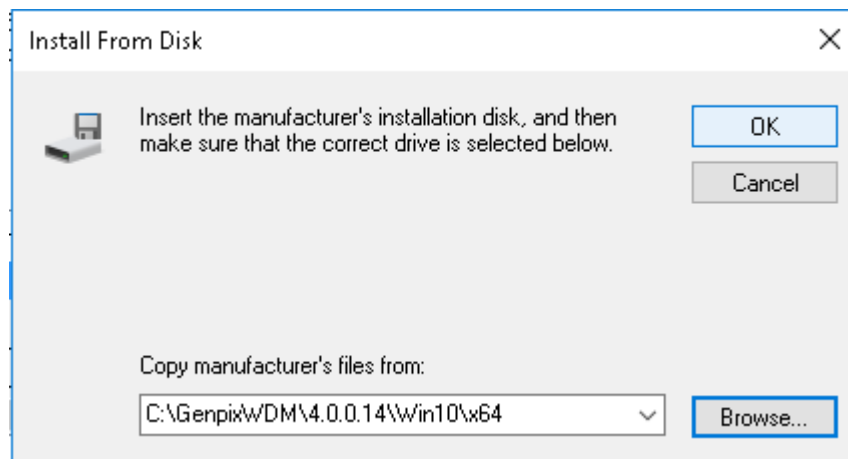 Install From Disk
Insert the manufacturer's installation disk, and then
make sure that the correct drive is selected below.
OK
Cancel
Copy manufacturer's files from:
C:\GenpixWDM\4.0.0.14\Win10\x64
Browse...